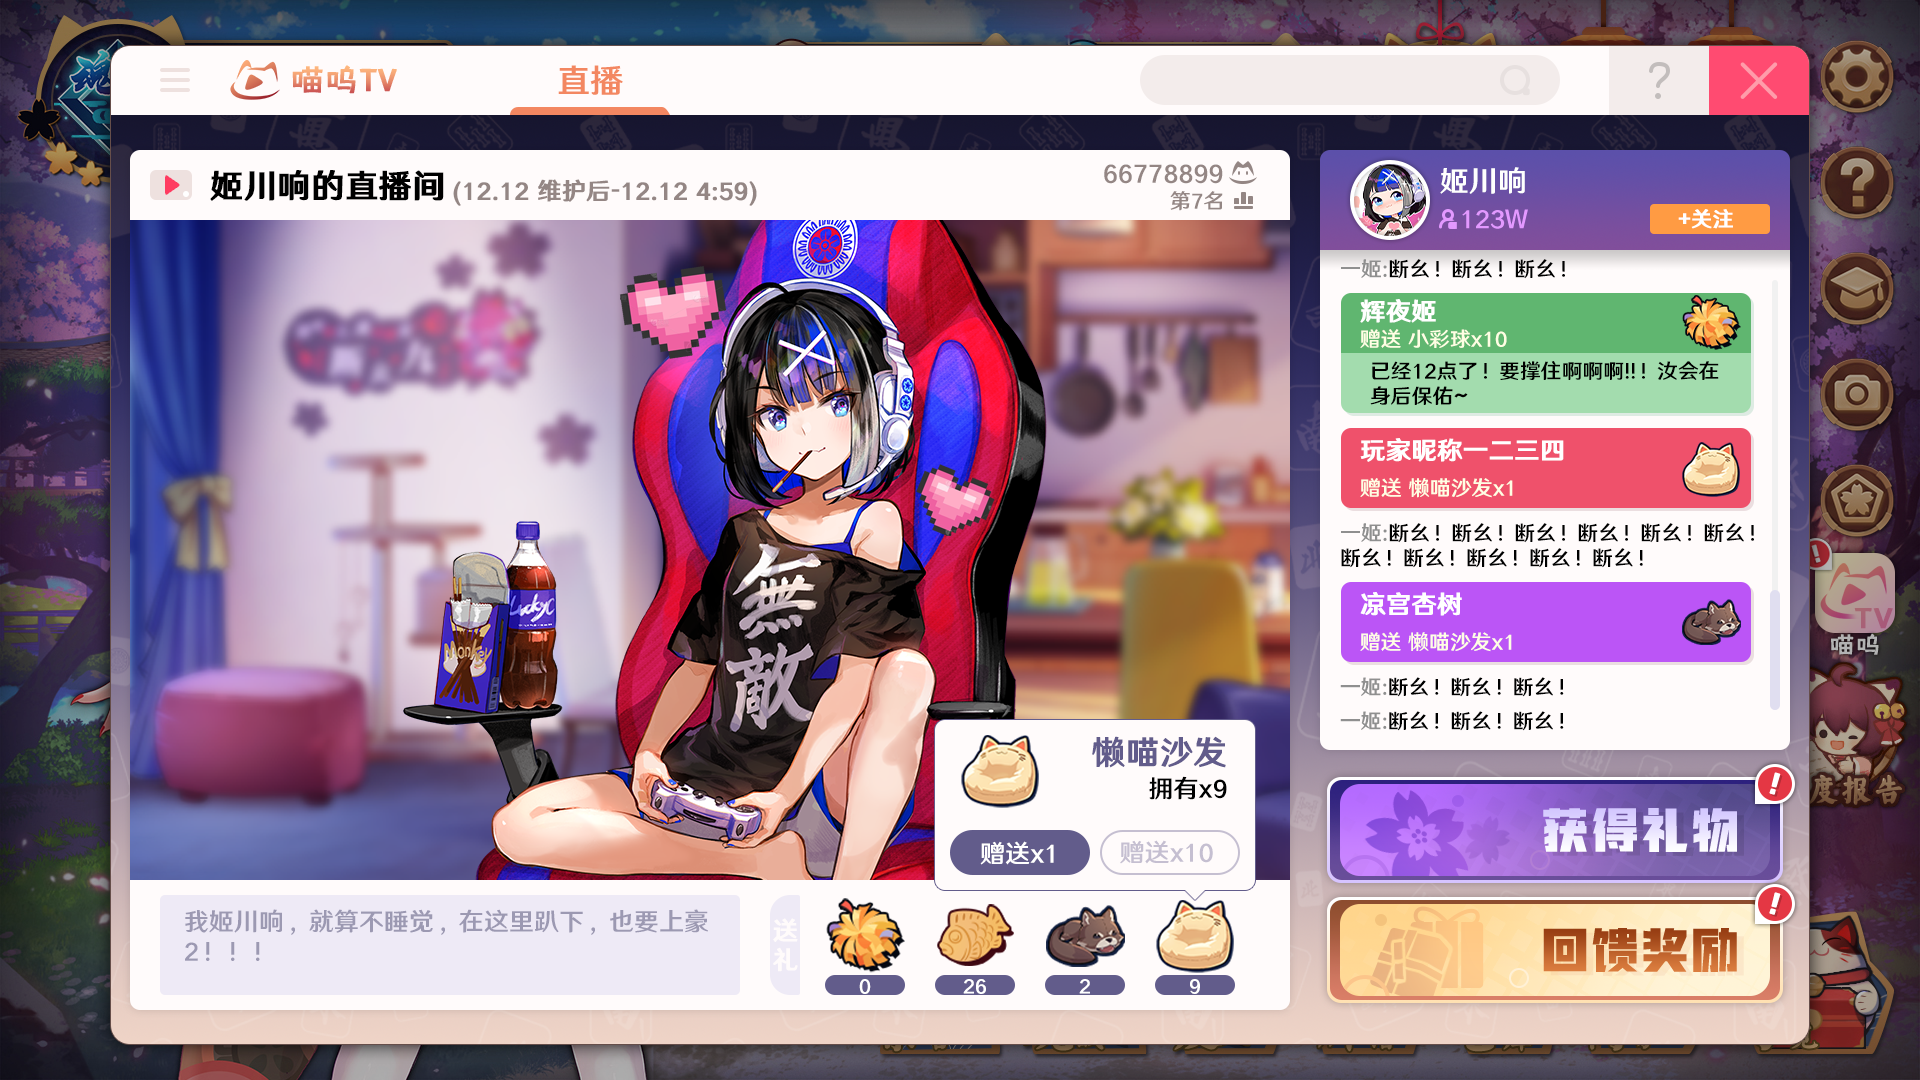 喵呜TV
直播
?
姬川响的直播间 (12.12 维护后-12.12 4:59)
66778899
第7名
無
敵
LuckyC
Monkey
懒喵沙发
拥有x9
赠送x1
赠送x10
我姬川响，就算不睡觉，在这里趴下，也要上豪
2！！！
送
礼
0
26
2
9
姬川响
123W
+关注
一姬:断幺！断幺！断幺！
辉夜姬
赠送 小彩球x10
已经12点了！要撑住啊啊啊!!！汝会在
身后保佑~
玩家昵称一二三四
赠送 懒喵沙发x1
一姬:断幺！断幺！断幺！断幺！断幺！断幺！
断幺！断幺！断幺！断幺！断幺！
凉宫杏树
赠送 懒喵沙发x1
一姬:断幺！断幺！断幺！
一姬:断幺！断幺！断幺！
获得礼物
!
回馈奖励
!
?
!
TV
喵呜
度报告